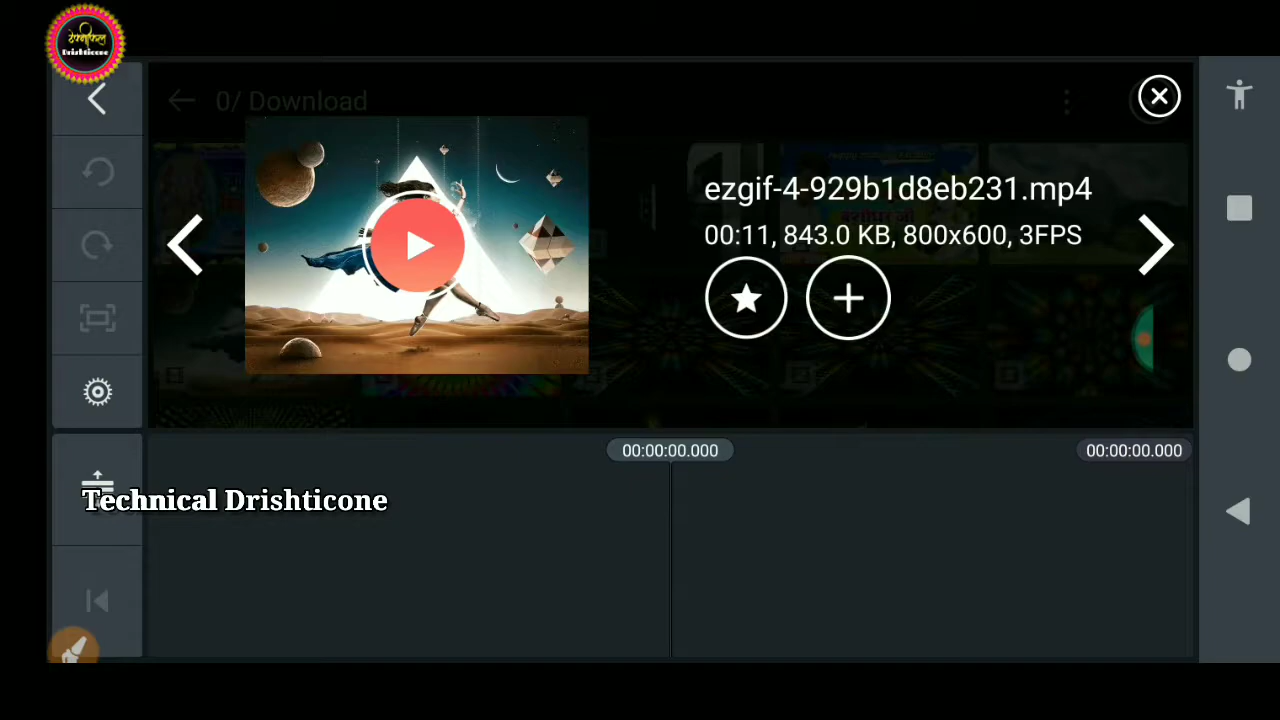 Drishticone
0/ Download
ezgif-4-929b1d8eb231.mp4
00:11, 843.0 KB, 800x600, 3FPS
00:00:00.000
00:00:00.000
Technical Drishticone